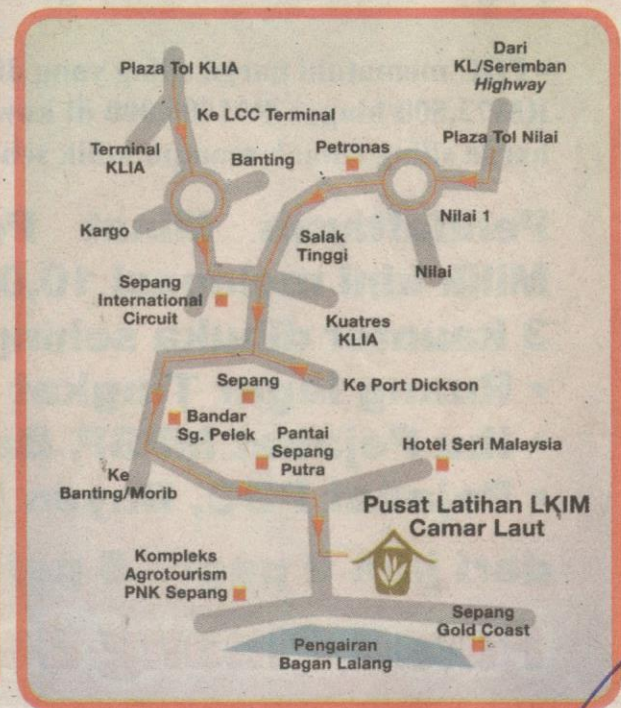 Dari
KL/Seremban
Highway
Plaza Tol KLIA
Ke LCC Terminal
Plaza Tol Nilai
Petronas
Terminal
KLIA
Banting
Nilai 1
Kargo
Salak
Tinggi
Nilai
Sepang
International
Circuit
Kuatres
KLIA
Sepang
Ke Port Dickson
Bandar
Sg. Pelek
Pantai
Sepang
Putra
Hotel Seri Malaysia
Ke
Banting/Morib
Pusat Latihan LKIM
Camar Laut
Kompleks
Agrotourism
PNK Sepang
Sepang
Gold Coast
Pengairan
Bagan Lalang